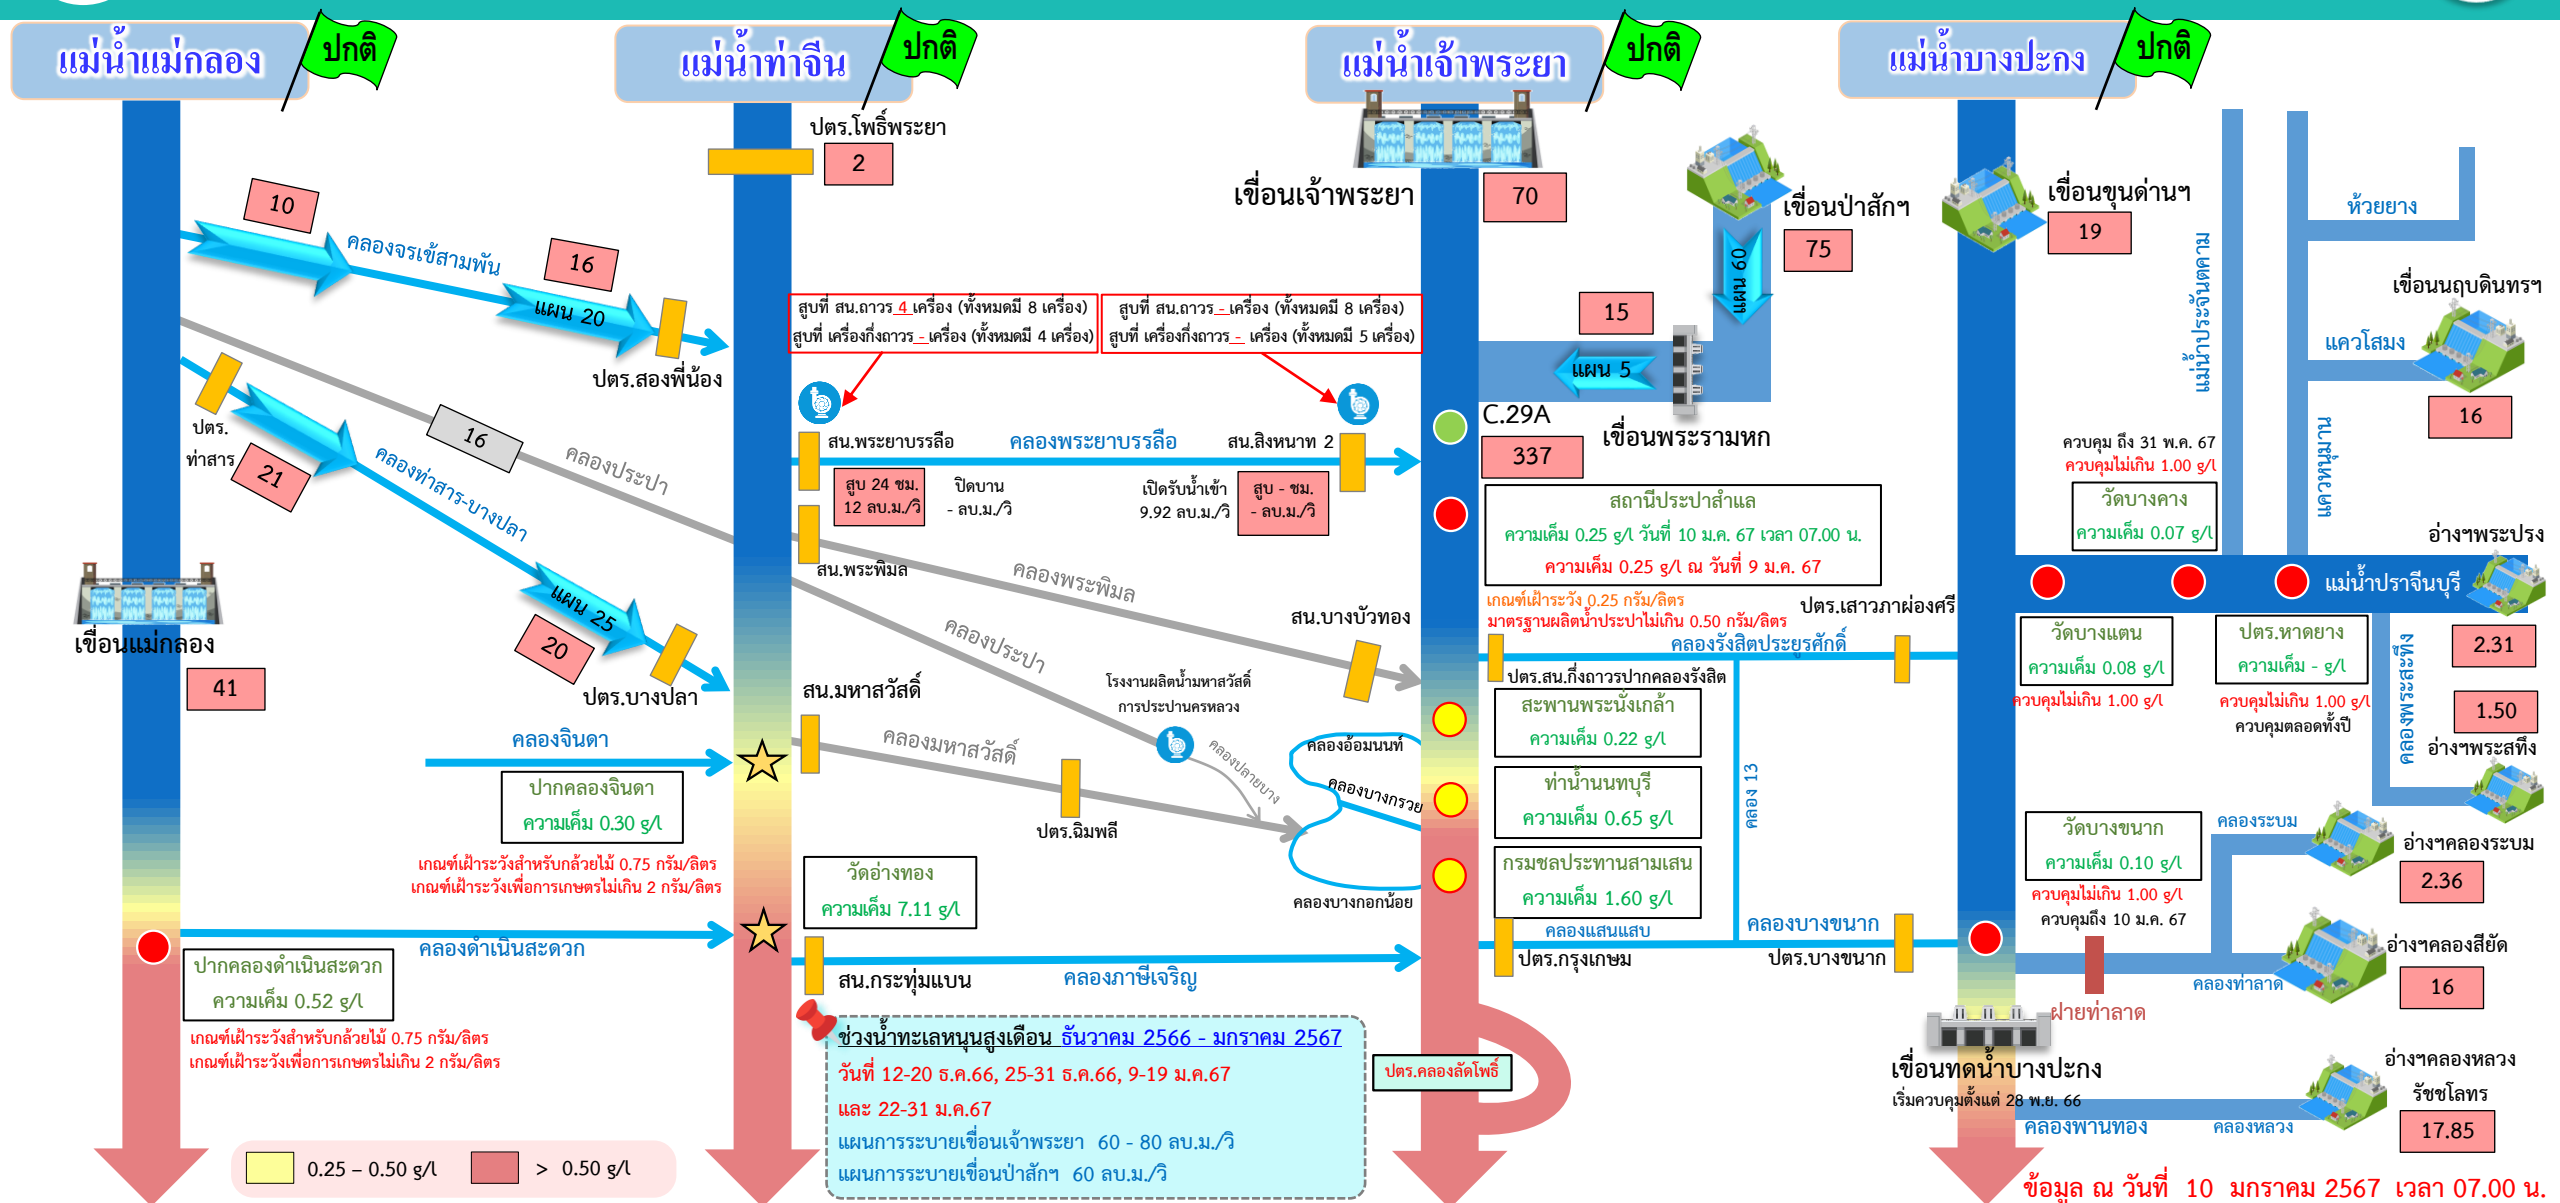 แม่น้ำแม่กลอง
ปกติ
แม่น้ำท่าจีน
ปกติ
แม่น้ำเจ้าพระยา
ปกติ
แม่น้ำบางปะกง
ปกติ
10
คลองจรเข้สามพัน
16
แผน 20
ปตร.สองพี่น้อง
ปตร.
ท่าสาร
21
16
คลองประปา
คลองท่าสาร-บางปลา
แผน 25
20
ปตร.บางปลา
เขื่อนแม่กลอง
41
คลองจินดา
ปากคลองจินดา
ความเค็ม 0.30 g/l
เกณฑ์เฝ้าระวังสำหรับกล้วยไม้ 0.75 กรัม/ลิตร
เกณฑ์เฝ้าระวังเพื่อการเกษตรไม่เกิน 2 กรัม/ลิตร
คลองดำเนินสะดวก
ปากคลองดำเนินสะดวก
ความเค็ม 0.52 g/l
เกณฑ์เฝ้าระวังสำหรับกล้วยไม้ 0.75 กรัม/ลิตร
เกณฑ์เฝ้าระวังเพื่อการเกษตรไม่เกิน 2 กรัม/ลิตร
0.25 – 0.50 g/l
> 0.50 g/l
ปตร.โพธิ์พระยา
2
สูบที่ สน.ถาวร 4 เครื่อง (ทั้งหมดมี 8 เครื่อง)
สูบที่ เครื่องกึ่งถาวร - เครื่อง (ทั้งหมดมี 4 เครื่อง)
สูบที่ สน.ถาวร - เครื่อง (ทั้งหมดมี 8 เครื่อง)
สูบที่ เครื่องกึ่งถาวร - เครื่อง (ทั้งหมดมี 5 เครื่อง)
สน.พระยาบรรลือ
คลองพระยาบรรลือ
สน.สิงหนาท 2
สูบ 24 ชม.
12 ลบ.ม./วิ
ปิดบาน
- ลบ.ม./วิ
เปิดรับน้ำเข้า
9.92 ลบ.ม./วิ
สูบ - ชม.
- ลบ.ม./วิ
สน.พระพิมล
คลองพระพิมล
คลองประปา
สน.บางบัวทอง
สน.มหาสวัสดิ์
คลองมหาสวัสดิ์
โรงงานผลิตน้ำมหาสวัสดิ์
การประปานครหลวง
คลองปลายบาง
ปตร.ฉิมพลี
คลองอ้อมนนท์
คลองบางกรวย
คลองบางกอกน้อย
วัดอ่างทอง
ความเค็ม 7.11 g/l
สน.กระทุ่มแบน
คลองภาษีเจริญ
ช่วงน้ำทะเลหนุนสูงเดือน ธันวาคม 2566 - มกราคม 2567
วันที่ 12-20 ธ.ค.66, 25-31 ธ.ค.66, 9-19 ม.ค.67
และ 22-31 ม.ค.67
แผนการระบายเขื่อนเจ้าพระยา 60 - 80 ลบ.ม./วิ
แผนการระบายเขื่อนป่าสักฯ 60 ลบ.ม./วิ
เขื่อนเจ้าพระยา
70
เขื่อนป่าสักฯ
75
แผน 60
15
แผน 5
เขื่อนพระรามหก
C.29A
337
สถานีประปาสำแล
ความเค็ม 0.25 g/l วันที่ 10 ม.ค. 67 เวลา 07.00 น.
ความเค็ม 0.25 g/l ณ วันที่ 9 ม.ค. 67
เกณฑ์เฝ้าระวัง 0.25 กรัม/ลิตร
มาตรฐานผลิตน้ำประปาไม่เกิน 0.50 กรัม/ลิตร
ปตร.เสาวภาผ่องศรี
คลองรังสิตประยูรศักดิ์
ปตร.สน.กึ่งถาวรปากคลองรังสิต
สะพานพระนั่งเกล้า
ความเค็ม 0.22 g/l
ท่าน้ำนนทบุรี
ความเค็ม 0.65 g/l
กรมชลประทานสามเสน
ความเค็ม 1.60 g/l
คลอง 13
คลองแสนแสบ
คลองบางขนาก
ปตร.กรุงเกษม
ปตร.บางขนาก
ปตร.คลองลัดโพธิ์
เขื่อนขุนด่านฯ
19
แม่น้ำประจันตคาม
ห้วยยาง
เขื่อนนฤบดินทรฯ
แควโสมง
16
แควหนุมาน
ควบคุม ถึง 31 พ.ค. 67
ควบคุมไม่เกิน 1.00 g/l
วัดบางคาง
ความเค็ม 0.07 g/l
อ่างฯพระปรง
แม่น้ำปราจีนบุรี
2.31
วัดบางแตน
ความเค็ม 0.08 g/l
ควบคุมไม่เกิน 1.00 g/l
ปตร.หาดยาง
ความเค็ม - g/l
ควบคุมไม่เกิน 1.00 g/l
ควบคุมตลอดทั้งปี
คลองพระสะทึง
1.50
อ่างฯพระสทึง
วัดบางขนาก
ความเค็ม 0.10 g/l
ควบคุมไม่เกิน 1.00 g/l
ควบคุมถึง 10 ม.ค. 67
คลองระบม
อ่างฯคลองระบม
2.36
อ่างฯคลองสียัด
16
คลองท่าลาด
ฝายท่าลาด
เขื่อนทดน้ำบางปะกง
เริ่มควบคุมตั้งแต่ 28 พ.ย. 66
คลองพานทอง
คลองหลวง
อ่างฯคลองหลวง
รัชชโลทร
17.85
ข้อมูล ณ วันที่ 10 มกราคม 2567 เวลา 07.00 น.